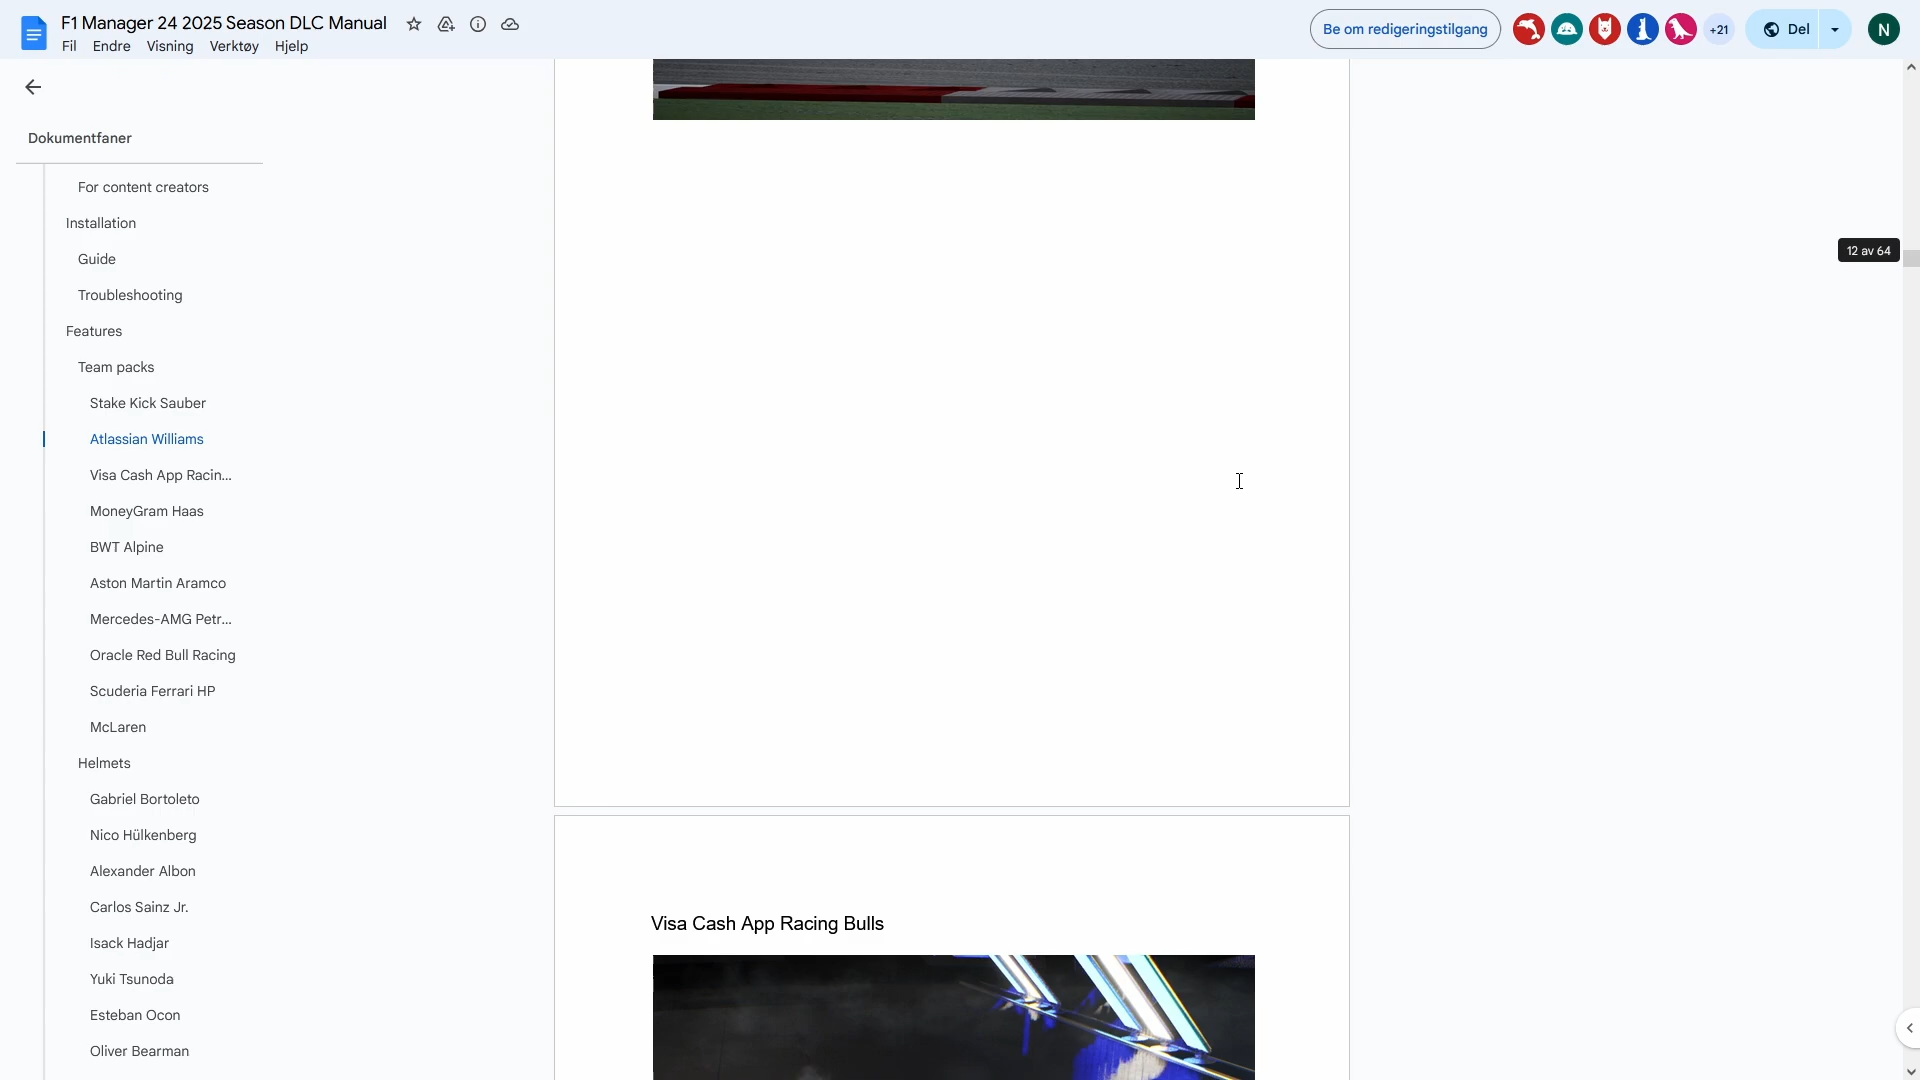 F1 Manager 24 2025 Season DLC Manual
Fil Endre Visning Verktøy Hjelp
Be om redigeringstilgang
+21
Del
N
Dokumentfaner
For content creators
Installation
Guide
Troubleshooting
Features
Team packs
Stake Kick Sauber
Atlassian Williams
Visa Cash App Racin...
MoneyGram Haas
BWT Alpine
Aston Martin Aramco
Mercedes-AMG Petr...
Oracle Red Bull Racing
Scuderia Ferrari HP
McLaren
Helmets
Gabriel Bortoleto
Nico Hülkenberg
Alexander Albon
Carlos Sainz Jr.
Isack Hadjar
Yuki Tsunoda
Esteban Ocon
Oliver Bearman
12 av 64
Visa Cash App Racing Bulls